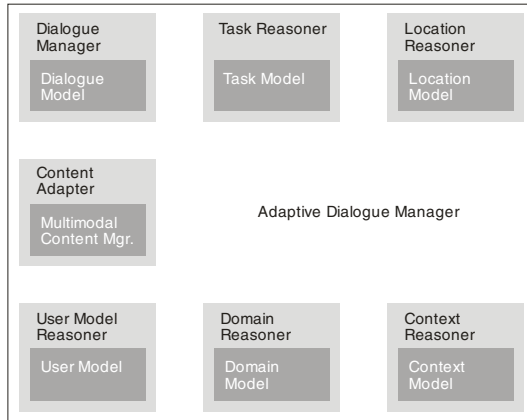 Dialogue
Manager
Dialogue
Model
Task Reasoner
Task Model
Location
Reasoner
Location
Model
Content
Adapter
Multimodal
Content Mgr.
Adaptive Dialogue Manager
User Model
Reasoner
User Model
Domain
Reasoner
Domain
Model
Context
Reasoner
Context
Model